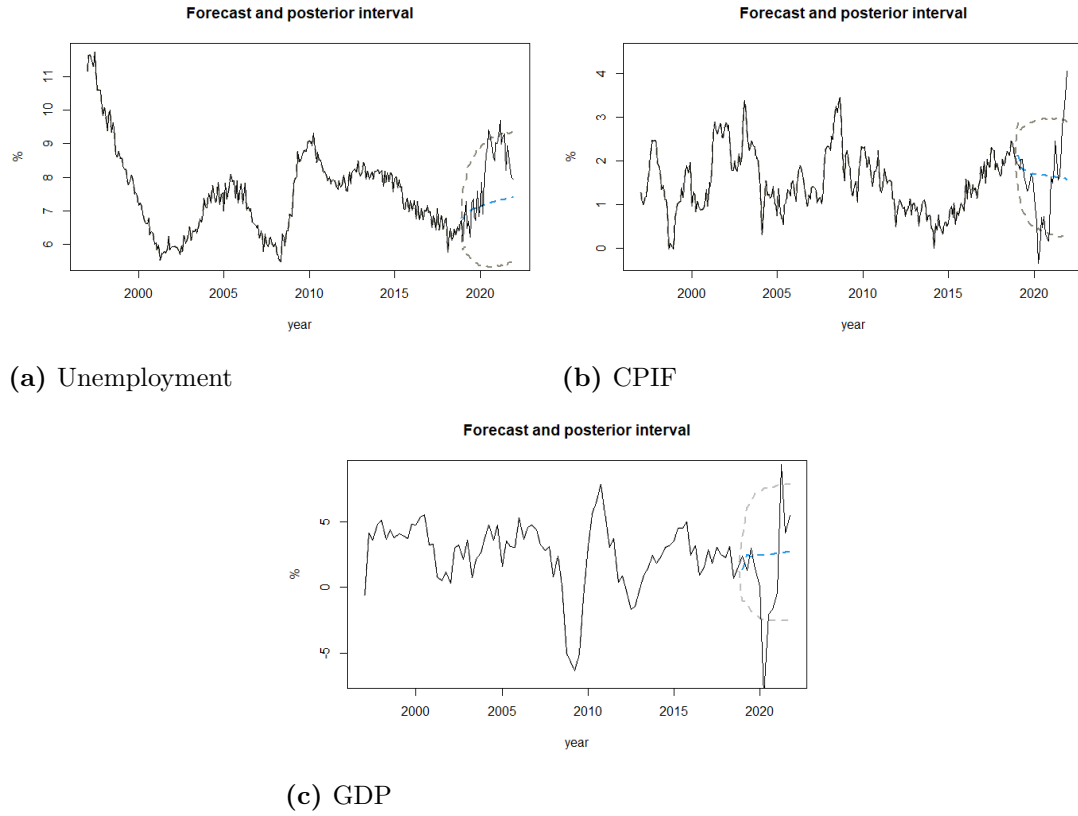 Forecast and posterior interval
%
11
10
9
8
7
6
2000 2005 2010 2015 2020
year
(a) Unemployment
Forecast and posterior interval
%
4
3
2
1
0
2000 2005 2010 2015 2020
year
(b) CPIF
Forecast and posterior interval
%
5
0
-5
2000 2005 2010 2015 2020
year
(c) GDP